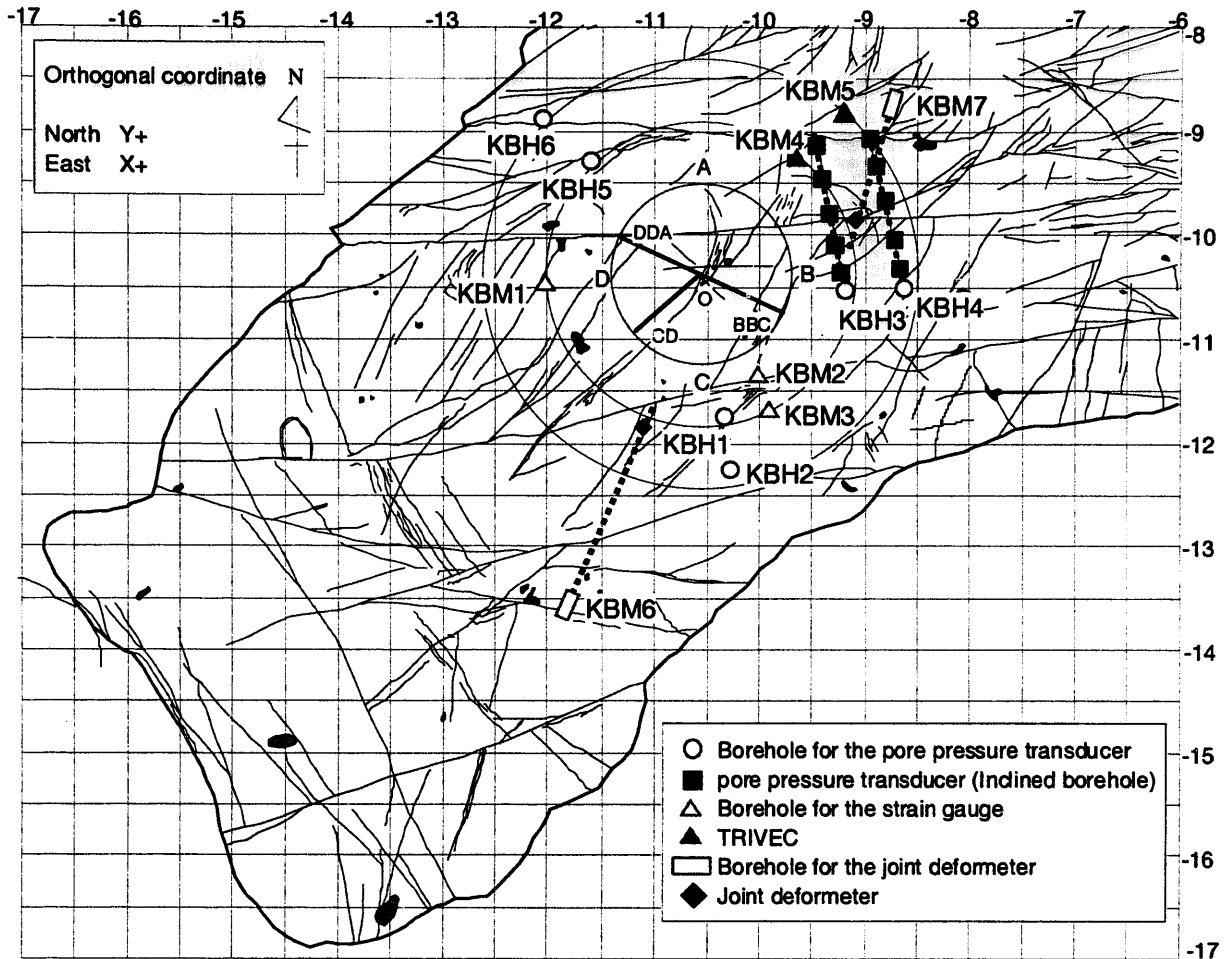 -17 -16 -15 -14 -13 -12 -11 -10 -9 -8 -7 -6
-8
Orthogonal coordinate N
North Y+
East X+
KBM5
KBM7
KBH6
KBM4
-9
KBH5
A
DDA
-10
D
B
KBM1
KBH3
KBH4
CD
BBC
-11
C
KBM2
KBM3
KBH1
-12
KBH2
-13
KBM6
-14
Borehole for the pore pressure transducer
pore pressure transducer (Inclined borehole)
-15
Borehole for the strain gauge
TRIVEC
Borehole for the joint deformeter
-16
Joint deformeter
-17